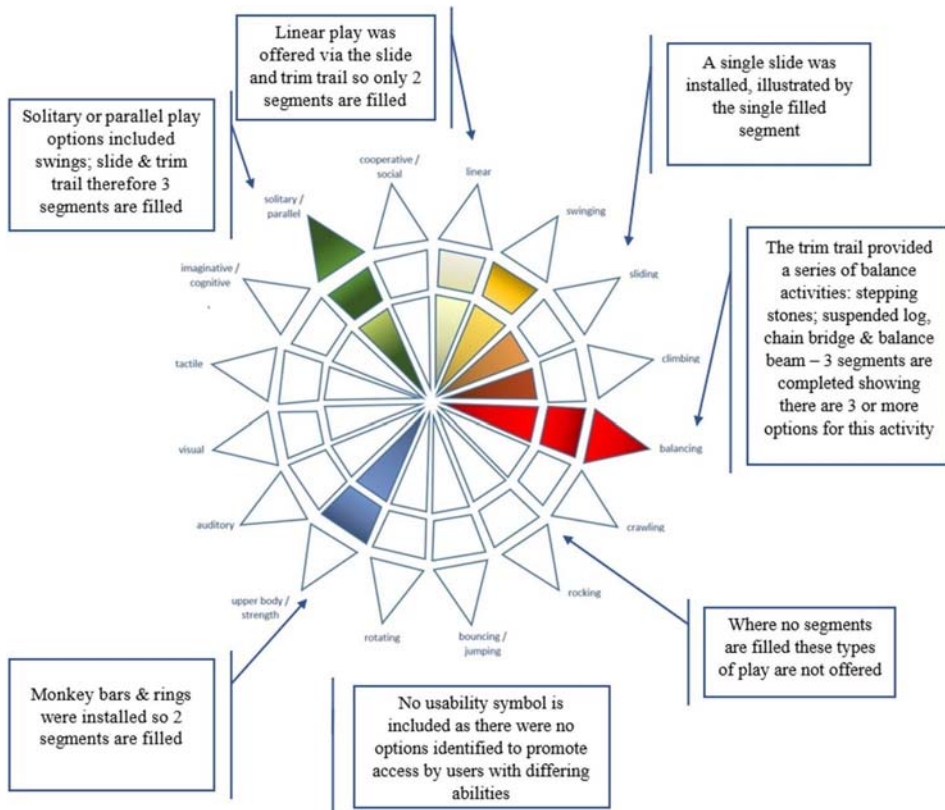 Linear play was
offered via the slide
and trim trail so only 2
segments are filled
A single slide was
installed, illustrated by
the single filled
segment
Solitary or parallel play
options included
swings; slide & trim
trail therefore 3
segments are filled
cooperative /
social
linear
solitary /
parallel
swinging
imaginative /
cognitive
sliding
tactile
climbing
visual
balancing
auditory
crawling
upper body /
strength
rocking
rotating
bouncing /
jumping
The trim trail provided
a series of balance
activities: stepping
stones; suspended log,
chain bridge & balance
beam – 3 segments are
completed showing
there are 3 or more
options for this activity
Where no segments
are filled these types
of play are not offered
Monkey bars & rings
were installed so 2
segments are filled
No usability symbol is
included as there were no
options identified to promote
access by users with differing
abilities